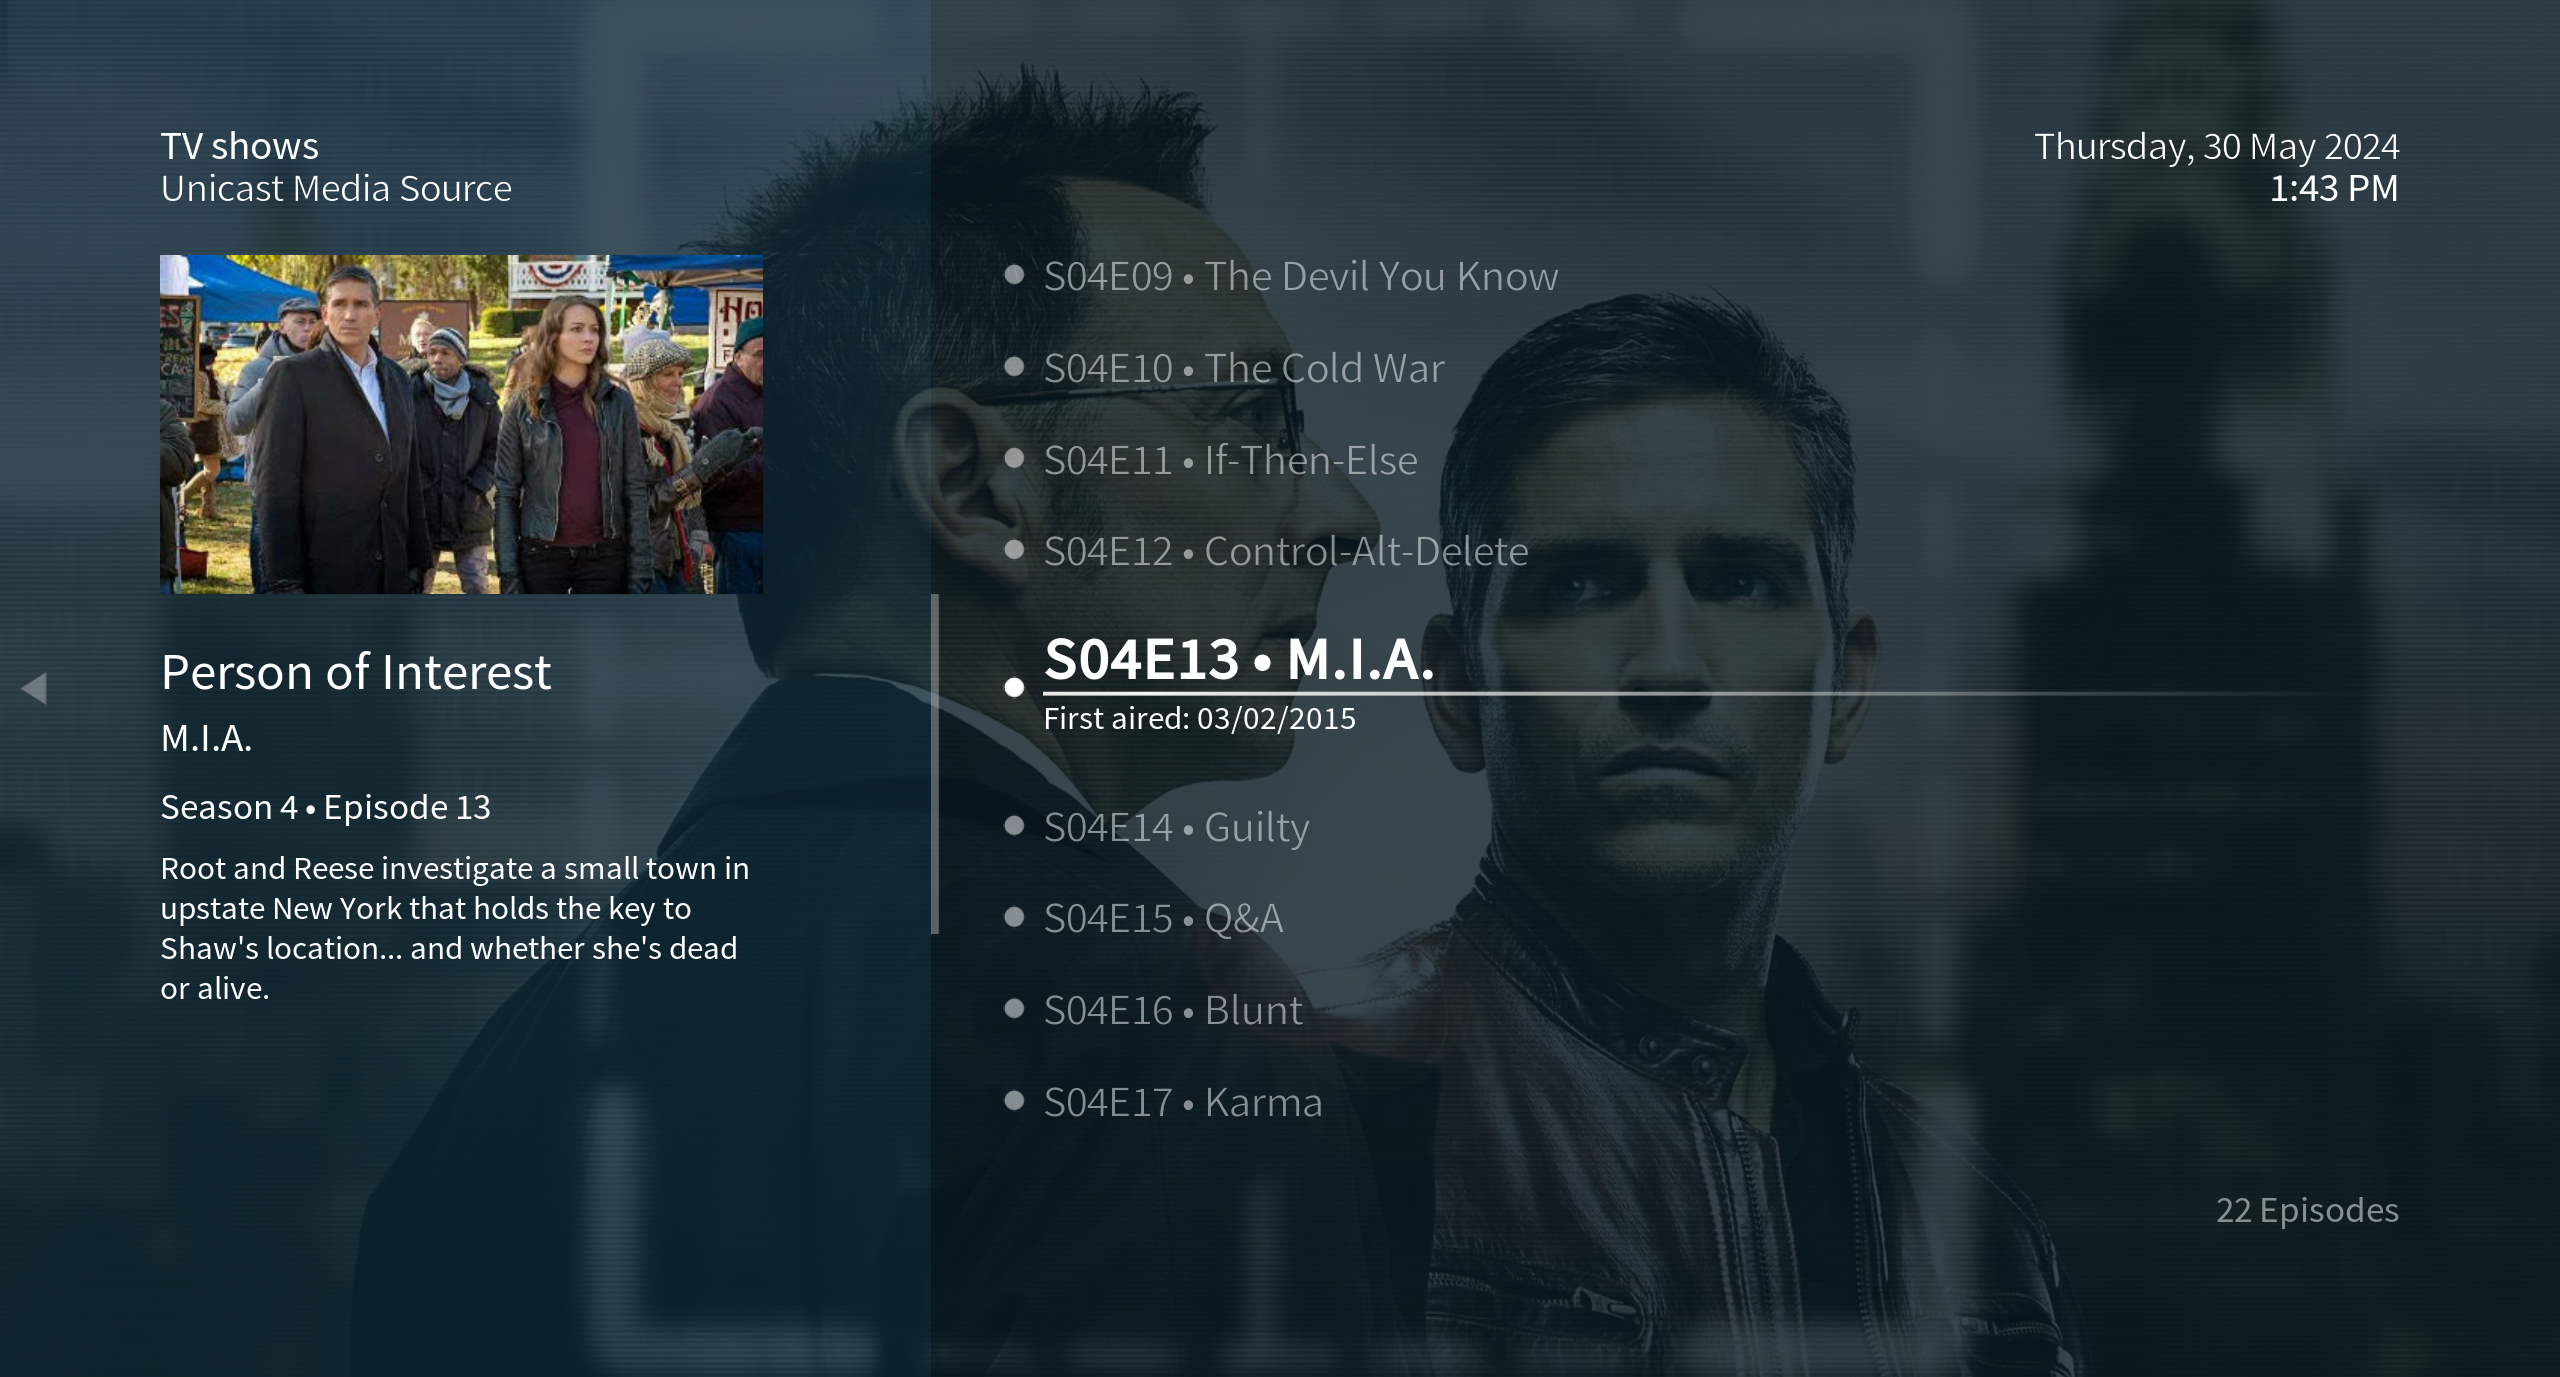 TV shows
Unicast Media Source
Thursday, 30 May 2024
1:43 PM
Person of Interest
M.I.A.
Season 4 • Episode 13
Root and Reese investigate a small town in
upstate New York that holds the key to
Shaw's location... and whether she's dead
or alive.
S04E09 • The Devil You Know
S04E10 • The Cold War
S04E11 • If-Then-Else
S04E12 • Control-Alt-Delete
S04E13 • M.I.A.
First aired: 03/02/2015
S04E14 • Guilty
S04E15 • Q&A
S04E16 • Blunt
S04E17 • Karma
22 Episodes